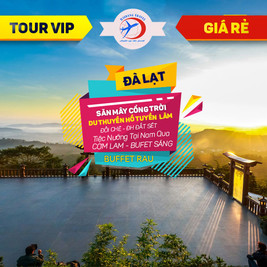 TOUR VIP
GIÁ RẺ
ĐÀ LẠT
SĂN MÂY CỔNG TRỜI
DU THUYỀN HỒ TUYỀN LÂM
ĐỒI CHÈ - ĐH ĐẤT SÉT
Tiệc Nướng Tại Nam Qua
CƠM LAM - BUFET SÁNG
BUFFET RAU